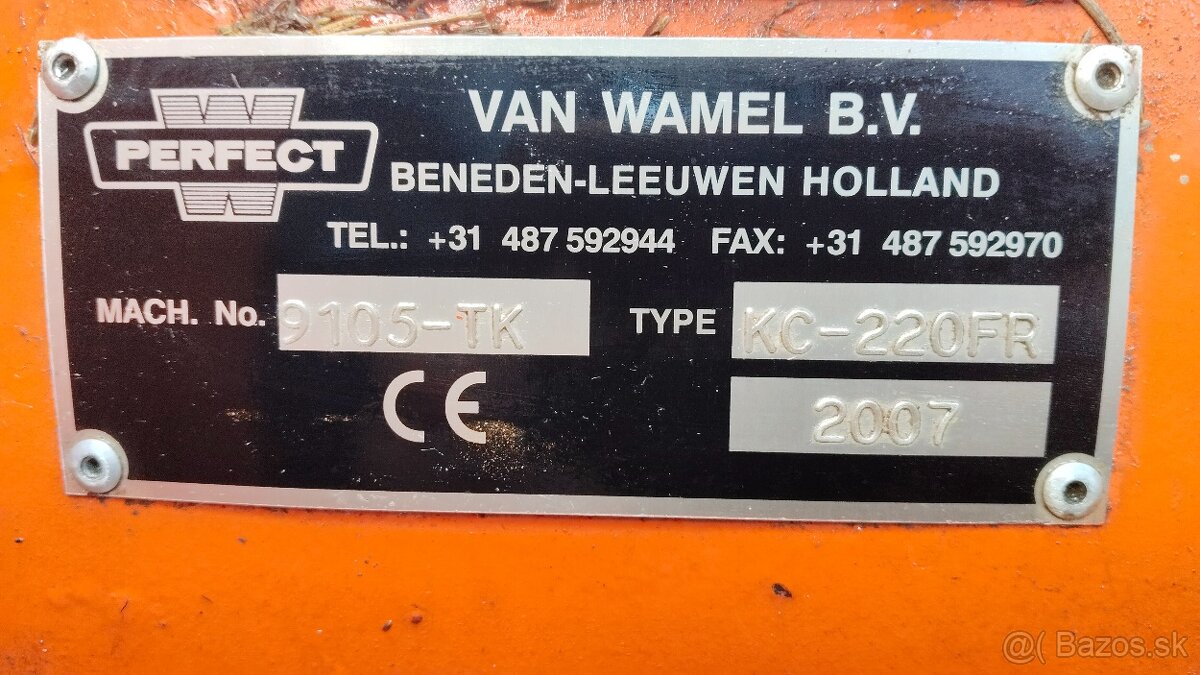 W
PERFECT
W
VAN WAMEL B.V.
BENEDEN-LEEUWEN HOLLAND
TEL.: +31 487 592944 FAX: +31 487 592970
MACH. No. 9105-TK TYPE KC-220FR
CE 2007
@( Bazos.sk